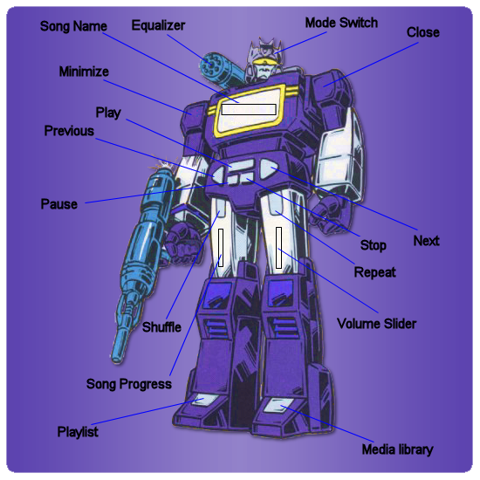 Song Name
Equalizer
Mode Switch
Close
Minimize
Play
Previous
Pause
Stop
Next
Repeat
Shuffle
Volume Slider
Song Progress
Playlist
Media library